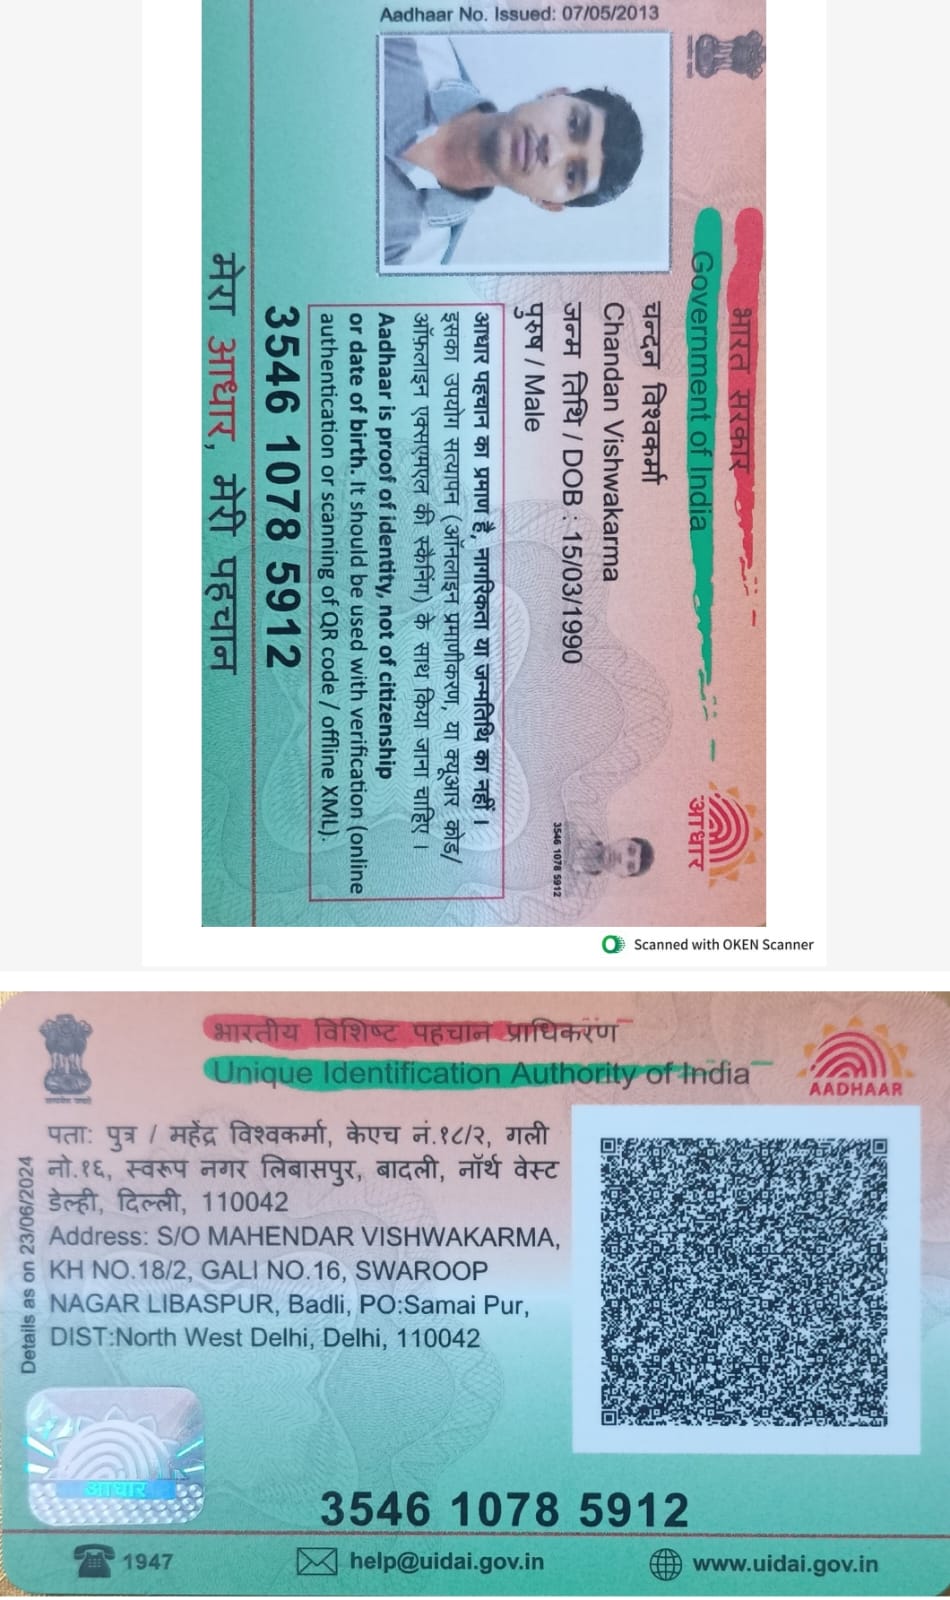 Aadhaar No. Issued: 07/05/2013
भारत सरकार
Government of India
आधार
चन्दन विश्वकर्मा
Chandan Vishwakarma
जन्म तिथि / DOB : 15/03/1990
पुरुष / Male
3546 1078 5912
आधार पहचान का प्रमाण है, नागरिकता या जन्मतिथि का नहीं ।
इसका उपयोग सत्यापन (ऑनलाइन प्रमाणीकरण, या क्यूआर कोड/
ऑफ़लाइन एक्सएमएल की स्कैनिंग) के साथ किया जाना चाहिए ।
Aadhaar is proof of identity, not of citizenship
or date of birth. It should be used with verification (online
authentication or scanning of QR code / offline XML).
3546 1078 5912
मेरा आधार, मेरी पहचान
Scanned with OKEN Scanner
भारतीय विशिष्ट पहचान प्राधिकरण
Unique Identification Authority of India
AADHAAR
Details as on 23/06/2024
पता: पुत्र / महेंद्र विश्वकर्मा, केएच नं.१८/२, गली
नो.१६, स्वरूप नगर लिबासपुर, बादली, नॉर्थ वेस्ट
डेल्ही, दिल्ली, 110042
Address: S/O MAHENDAR VISHWAKARMA,
KH NO.18/2, GALI NO.16, SWAROOP
NAGAR LIBASPUR, Badli, PO:Samai Pur,
DIST:North West Delhi, Delhi, 110042
आधार
3546 1078 5912
1947
help@uidai.gov.in
www.uidai.gov.in